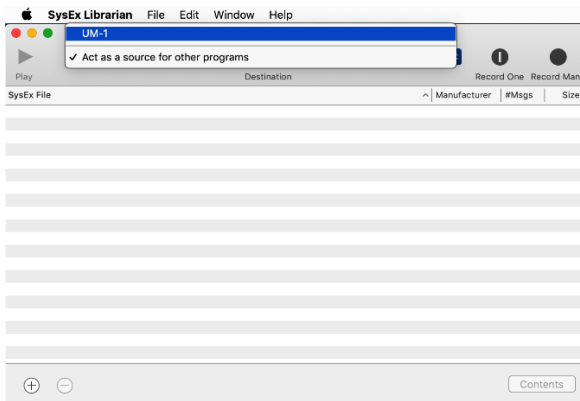 SysEx Librarian File Edit Window Help
UM-1
✓ Act as a source for other programs
Play Destination Record One Record Man
SysEx File Manufacturer #Msgs Size
Contents